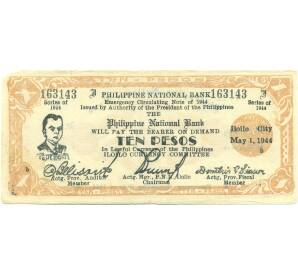 163143 J PHILIPPINE NATIONAL BANK 163143 J
Series of 1944 Emergency Circulating Note of 1944 Series of 1944
Issued by Authority of the President of the Philippines
THE
Philippine National Bank
WILL PAY THE BEARER ON DEMAND
Iloilo City
TEN PESOS
May 1, 1944
In Lawful Currency of the Philippines
ILOILO CURRENCY COMMITTEE
Actg. Prov. Auditor
Member
Actg. Mgr., P.N.B. Iloilo
Chairman
Actg. Prov. Fiscal
Member